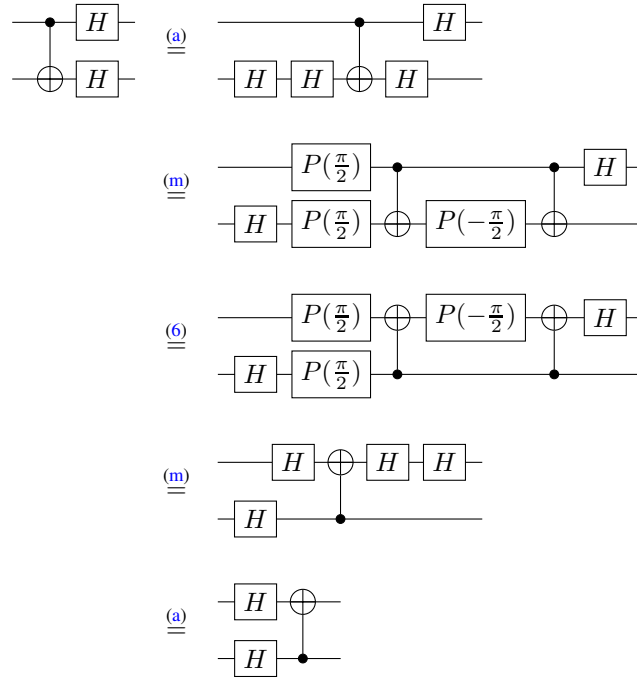 H
(a)
=
H
H
H H H
P(π/2) H
(m)
=
H P(π/2) P(−π/2)
P(π/2) P(−π/2) H
(6)
=
H P(π/2)
H H H
(m)
=
H
H
(a)
=
H